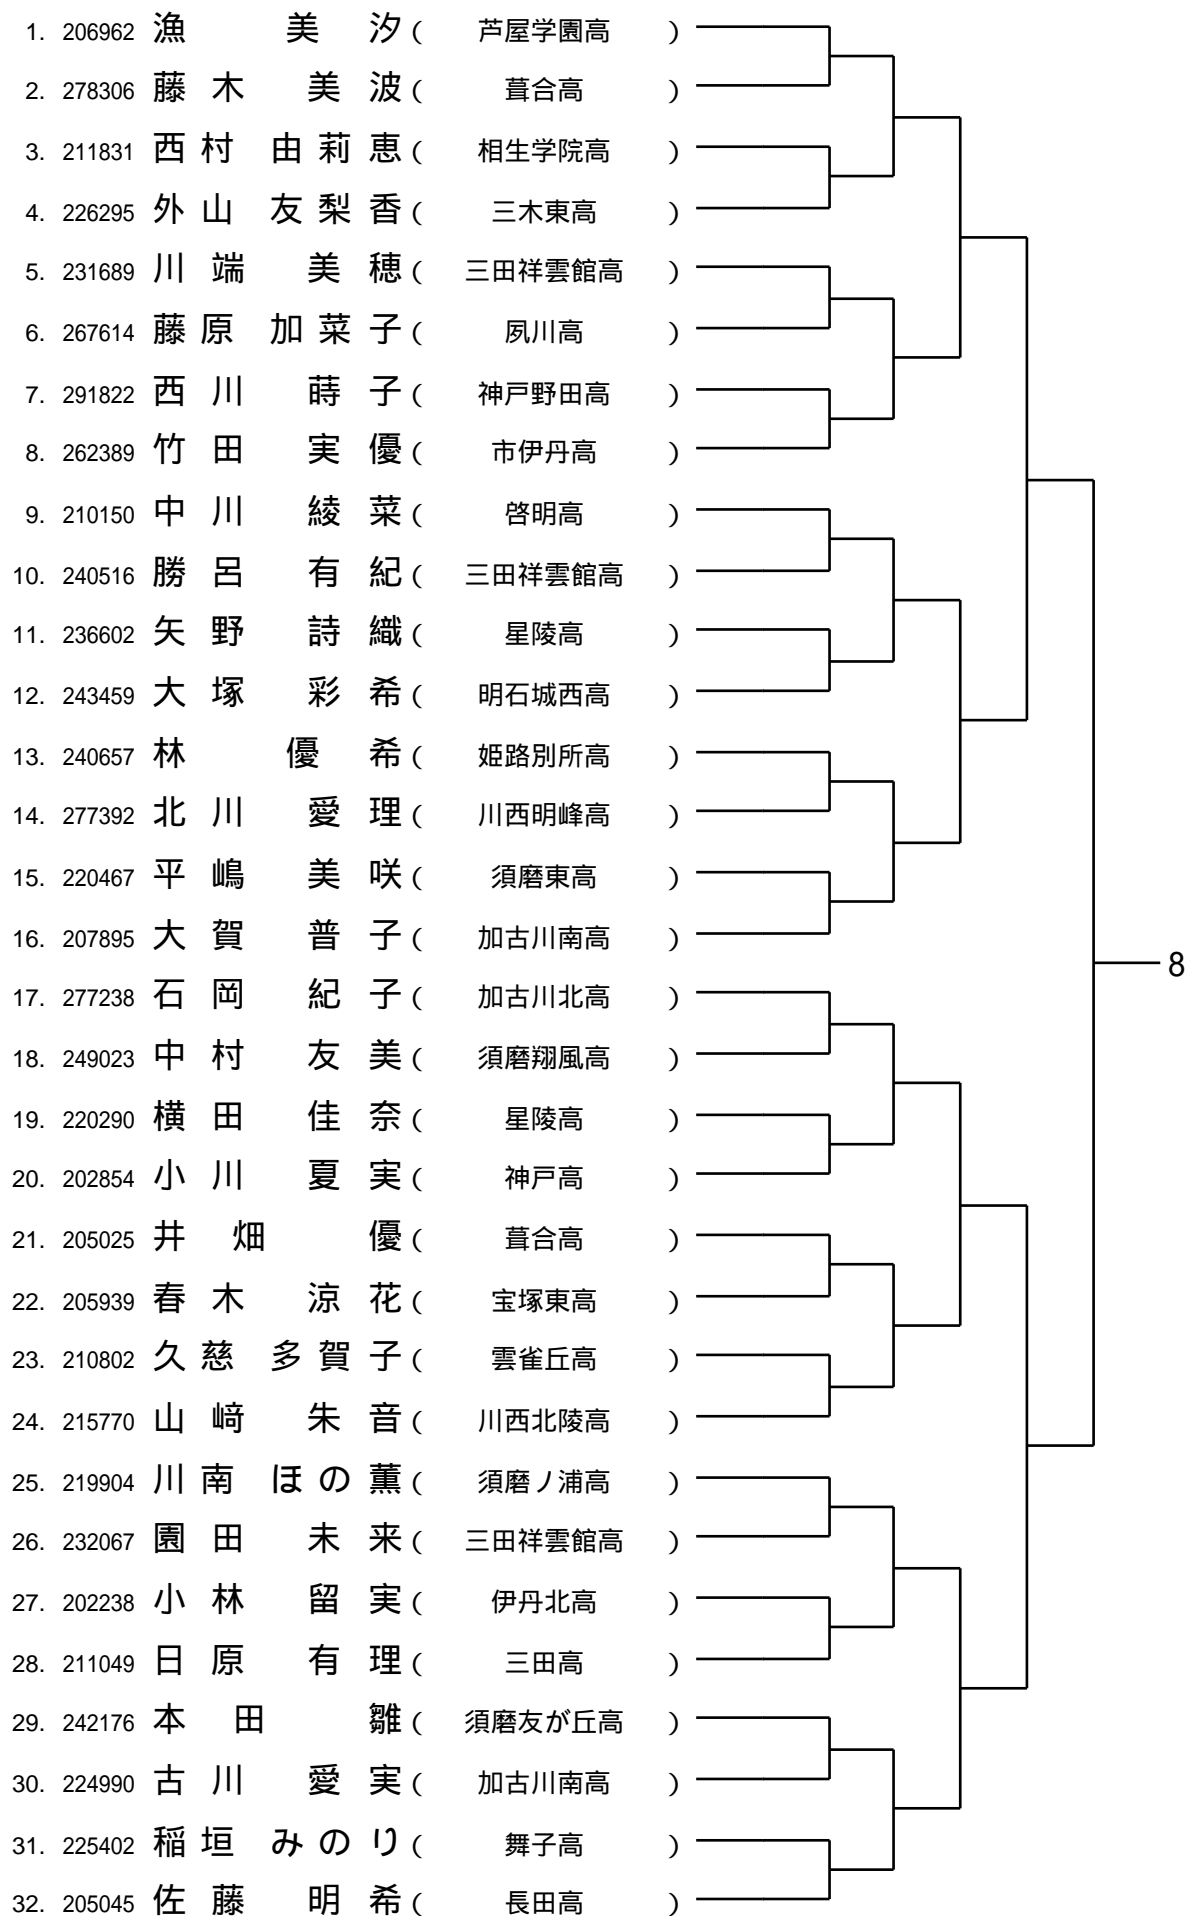 1. 206962 漁 美 汐 ( 芦屋学園高 )
2. 278306 藤 木 美 波 ( 葺合高 )
3. 211831 西 村 由 莉 恵 ( 相生学院高 )
4. 226295 外 山 友 梨 香 ( 三木東高 )
5. 231689 川 端 美 穂 ( 三田祥雲館高 )
6. 267614 藤 原 加 菜 子 ( 夙川高 )
7. 291822 西 川 蒔 子 ( 神戸野田高 )
8. 262389 竹 田 実 優 ( 市伊丹高 )
9. 210150 中 川 綾 菜 ( 啓明高 )
10. 240516 勝 呂 有 紀 ( 三田祥雲館高 )
11. 236602 矢 野 詩 織 ( 星陵高 )
12. 243459 大 塚 彩 希 ( 明石城西高 )
13. 240657 林 優 希 ( 姫路別所高 )
14. 277392 北 川 愛 理 ( 川西明峰高 )
15. 220467 平 嶋 美 咲 ( 須磨東高 )
16. 207895 大 賀 普 子 ( 加古川南高 )
8
17. 277238 石 岡 紀 子 ( 加古川北高 )
18. 249023 中 村 友 美 ( 須磨翔風高 )
19. 220290 横 田 佳 奈 ( 星陵高 )
20. 202854 小 川 夏 実 ( 神戸高 )
21. 205025 井 畑 優 ( 葺合高 )
22. 205939 春 木 涼 花 ( 宝塚東高 )
23. 210802 久 慈 多 賀 子 ( 雲雀丘高 )
24. 215770 山 﨑 朱 音 ( 川西北陵高 )
25. 219904 川 南 ほ の 薫 ( 須磨ノ浦高 )
26. 232067 園 田 未 来 ( 三田祥雲館高 )
27. 202238 小 林 留 実 ( 伊丹北高 )
28. 211049 日 原 有 理 ( 三田高 )
29. 242176 本 田 雛 ( 須磨友が丘高 )
30. 224990 古 川 愛 実 ( 加古川南高 )
31. 225402 稲 垣 み の り ( 舞子高 )
32. 205045 佐 藤 明 希 ( 長田高 )